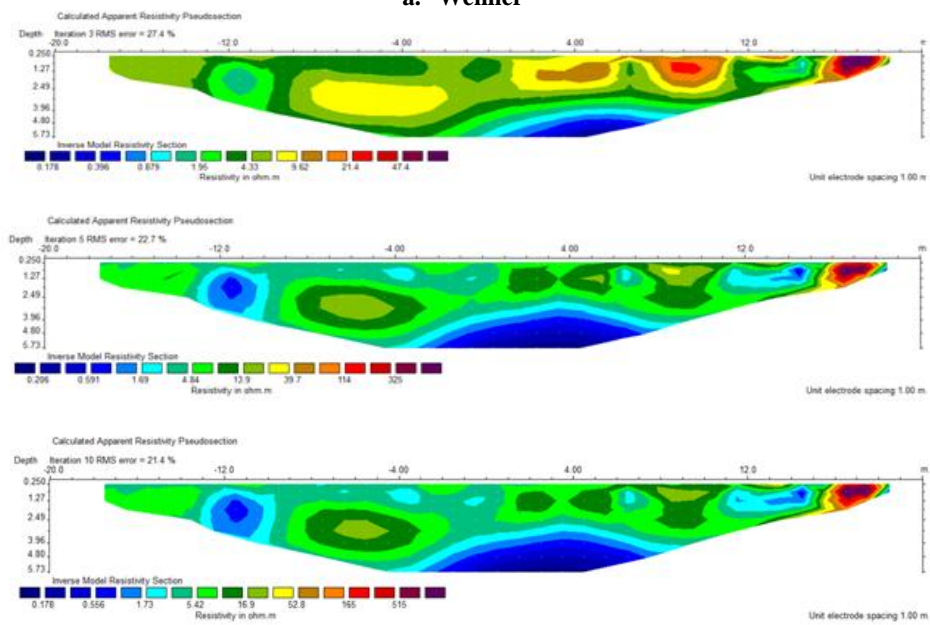 a. Wenner
Calculated Apparent Resistivity Pseudosection
Depth Iteration 3 RMS error = 27.4 %
-20.0 -12.0 -4.00 4.00 12.0 m
0.250
1.27
2.49
3.96
4.80
5.73
Inverse Model Resistivity Section
0.178 0.396 0.879 1.95 4.33 9.62 21.4 47.4
Resistivity in ohm.m
Unit electrode spacing 1.00 m
Calculated Apparent Resistivity Pseudosection
Depth Iteration 5 RMS error = 22.7 %
-20.0 -12.0 -4.00 4.00 12.0 m
0.250
1.27
2.49
3.96
4.80
5.73
Inverse Model Resistivity Section
0.206 0.591 1.69 4.84 13.9 39.7 114 325
Resistivity in ohm.m
Unit electrode spacing 1.00 m.
Calculated Apparent Resistivity Pseudosection
Depth Iteration 10 RMS error = 21.4 %
-20.0 -12.0 -4.00 4.00 12.0 m.
0.250
1.27
2.49
3.96
4.80
5.73
Inverse Model Resistivity Section
0.178 0.556 1.73 5.42 16.9 52.8 165 515
Resistivity in ohm.m
Unit electrode spacing 1.00 m.